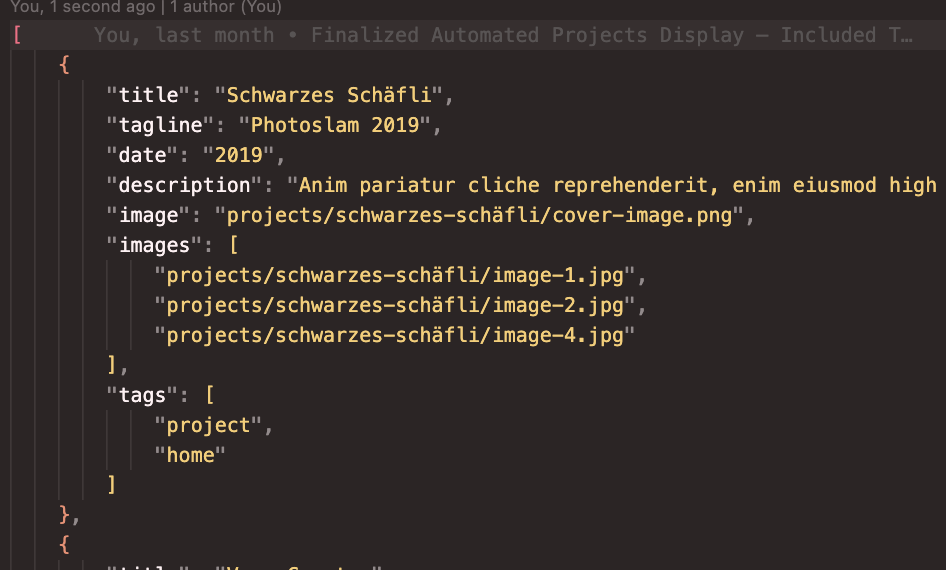 You, 1 second ago | 1 author (You)
[ You, last month • Finalized Automated Projects Display — Included T…
{
"title": "Schwarzes Schäfli",
"tagline": "Photoslam 2019",
"date": "2019",
"description": "Anim pariatur cliche reprehenderit, enim eiusmod high
"image": "projects/schwarzes-schäfli/cover-image.png",
"images": [
"projects/schwarzes-schäfli/image-1.jpg",
"projects/schwarzes-schäfli/image-2.jpg",
"projects/schwarzes-schäfli/image-4.jpg"
],
"tags": [
"project",
"home"
]
},
{